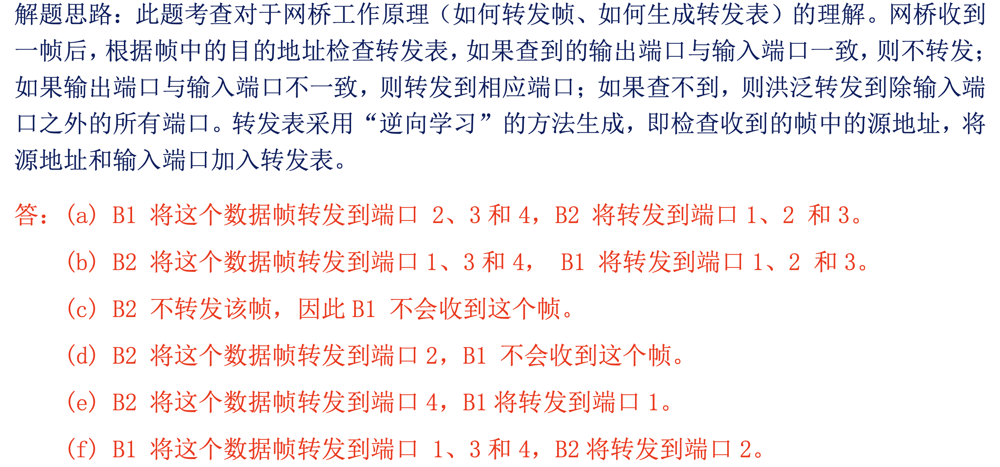 解题思路：此题考查对于网桥工作原理（如何转发帧、如何生成转发表）的理解。网桥收到
一帧后，根据帧中的目的地址检查转发表，如果查到的输出端口与输入端口一致，则不转发；
如果输出端口与输入端口不一致，则转发到相应端口；如果查不到，则洪泛转发到除输入端
口之外的所有端口。转发表采用“逆向学习”的方法生成，即检查收到的帧中的源地址，将
源地址和输入端口加入转发表。
答：(a) B1 将这个数据帧转发到端口 2、3 和 4，B2 将转发到端口 1、2 和 3。
(b) B2 将这个数据帧转发到端口 1、3 和 4， B1 将转发到端口 1、2 和 3。
(c) B2 不转发该帧，因此 B1 不会收到这个帧。
(d) B2 将这个数据帧转发到端口 2，B1 不会收到这个帧。
(e) B2 将这个数据帧转发到端口 4，B1 将转发到端口 1。
(f) B1 将这个数据帧转发到端口 1、3 和 4，B2 将转发到端口 2。